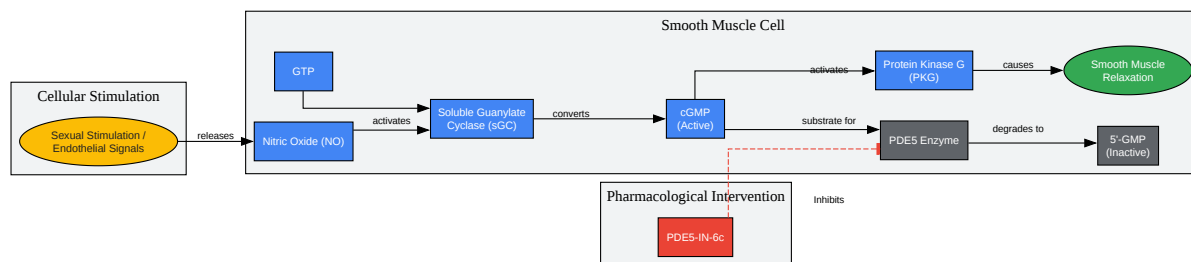 Smooth Muscle Cell
Cellular Stimulation
Sexual Stimulation /
Endothelial Signals
releases
GTP
Nitric Oxide (NO)
activates
Soluble Guanylate
Cyclase (sGC)
converts
cGMP
(Active)
activates
Protein Kinase G
(PKG)
causes
Smooth Muscle
Relaxation
substrate for
PDE5 Enzyme
degrades to
5'-GMP
(Inactive)
Pharmacological Intervention
Inhibits
PDE5-IN-6c